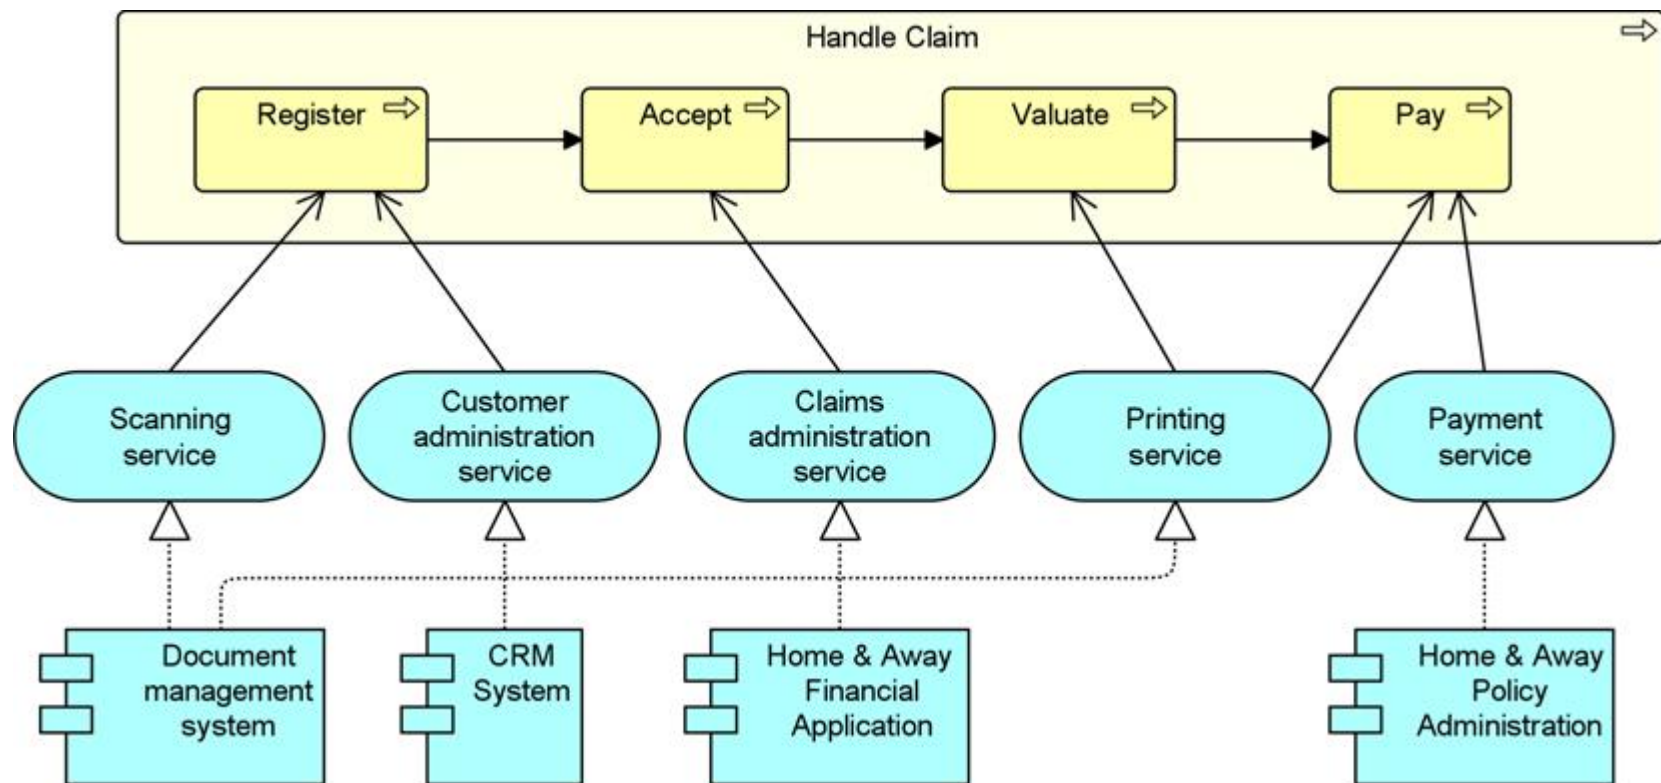 Handle Claim
Register
Accept
Valuate
Pay
Scanning
service
Customer
administration
service
Claims
administration
service
Printing
service
Payment
service
Document
management
system
CRM
System
Home & Away
Financial
Application
Home & Away
Policy
Administration